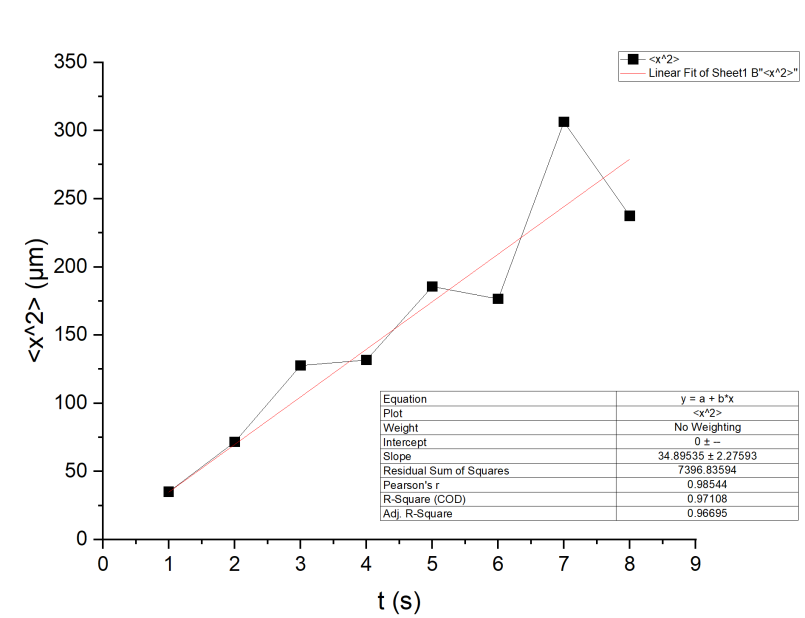 350
300
250
200
150
100
50
0
<x^2> (µm)
<x^2>
Linear Fit of Sheet1 B"<x^2>"
Equation y = a + b*x
Plot <x^2>
Weight No Weighting
Intercept 0 ± --
Slope 34.89535 ± 2.27593
Residual Sum of Squares 7396.83594
Pearson's r 0.98544
R-Square (COD) 0.97108
Adj. R-Square 0.96695
0 1 2 3 4 5 6 7 8 9
t (s)